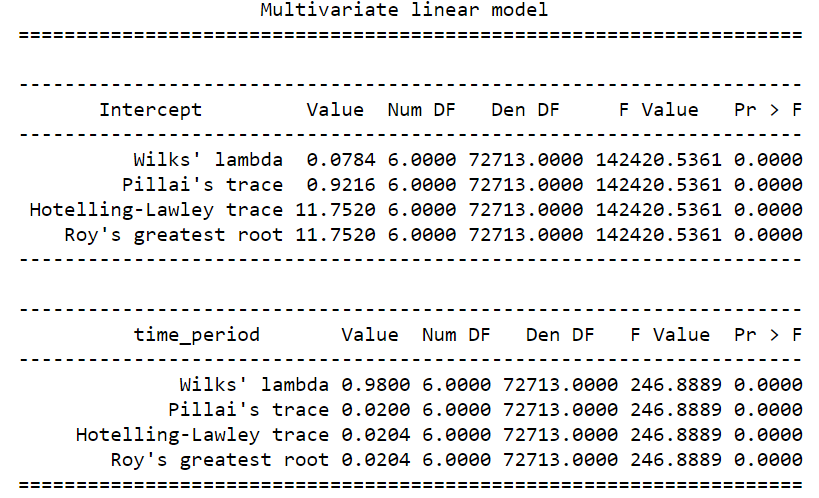 Multivariate linear model
====================================================================
--------------------------------------------------------------------
Intercept Value Num DF Den DF F Value Pr > F
--------------------------------------------------------------------
Wilks' lambda 0.0784 6.0000 72713.0000 142420.5361 0.0000
Pillai's trace 0.9216 6.0000 72713.0000 142420.5361 0.0000
Hotelling-Lawley trace 11.7520 6.0000 72713.0000 142420.5361 0.0000
Roy's greatest root 11.7520 6.0000 72713.0000 142420.5361 0.0000
--------------------------------------------------------------------
--------------------------------------------------------------------
time_period Value Num DF Den DF F Value Pr > F
--------------------------------------------------------------------
Wilks' lambda 0.9800 6.0000 72713.0000 246.8889 0.0000
Pillai's trace 0.0200 6.0000 72713.0000 246.8889 0.0000
Hotelling-Lawley trace 0.0204 6.0000 72713.0000 246.8889 0.0000
Roy's greatest root 0.0204 6.0000 72713.0000 246.8889 0.0000
====================================================================